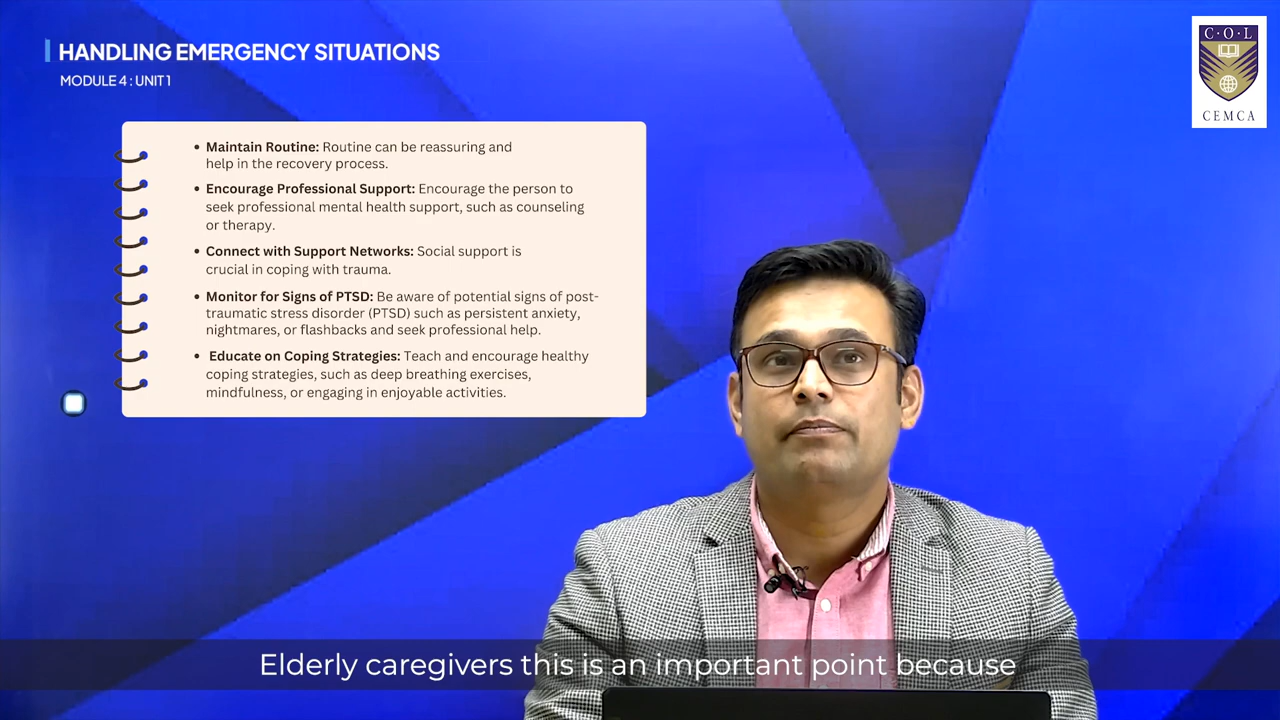 HANDLING EMERGENCY SITUATIONS
MODULE 4 : UNIT 1
C·O·L
CEMCA
• Maintain Routine: Routine can be reassuring and
help in the recovery process.
• Encourage Professional Support: Encourage the person to
seek professional mental health support, such as counseling
or therapy.
• Connect with Support Networks: Social support is
crucial in coping with trauma.
• Monitor for Signs of PTSD: Be aware of potential signs of post-
traumatic stress disorder (PTSD) such as persistent anxiety,
nightmares, or flashbacks and seek professional help.
• Educate on Coping Strategies: Teach and encourage healthy
coping strategies, such as deep breathing exercises,
mindfulness, or engaging in enjoyable activities.
Elderly caregivers this is an important point because